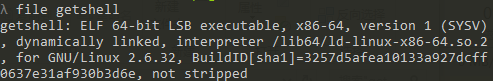 λ file getshell
getshell: ELF 64-bit LSB executable, x86-64, version 1 (SYSV)
, dynamically linked, interpreter /lib64/ld-linux-x86-64.so.2
, for GNU/Linux 2.6.32, BuildID[sha1]=3257d5afea10133a927dcff
0637e31af930b3d6e, not stripped